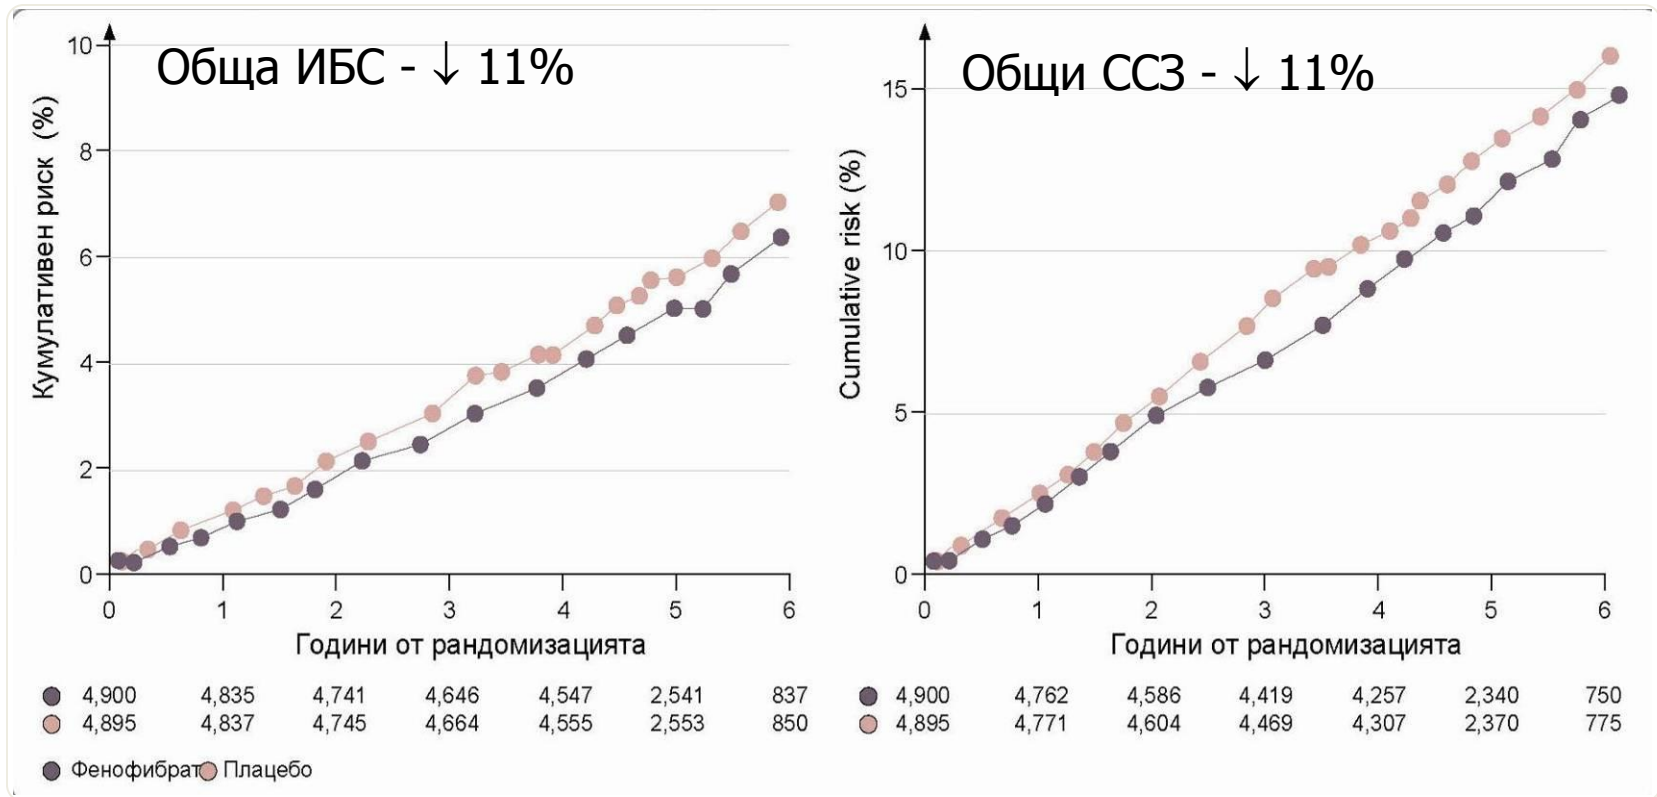 Обща ИБС - ↓ 11%
Кумулативен риск (%)
10
8
6
4
2
0
0 1 2 3 4 5 6
Години от рандомизацията
4,900 4,835 4,741 4,646 4,547 2,541 837
4,895 4,837 4,745 4,664 4,555 2,553 850
Фенофибрат Плацебо
Общи ССЗ - ↓ 11%
Cumulative risk (%)
15
10
5
0
0 1 2 3 4 5 6
Години от рандомизацията
4,900 4,762 4,586 4,419 4,257 2,340 750
4,895 4,771 4,604 4,469 4,307 2,370 775